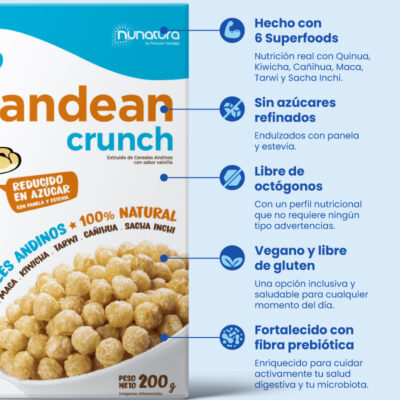 nunatura
by Peruvian Heritage
andean
crunch
Extruido de Cereales Andinos
con sabor vainilla
REDUCIDO
EN AZÚCAR
CON PANELA Y ESTEVIA
ES ANDINOS ★ 100% NATURAL
MACA . KIWICHA . TARWI . CAÑIHUA . SACHA INCHI
PESO
NETO 200g
Imágenes referenciales
Hecho con
6 Superfoods
Nutrición real con Quinua,
Kiwicha, Cañihua, Maca,
Tarwi y Sacha Inchi.
Sin azúcares
refinados
Endulzados con panela
y estevia.
Libre de
octógonos
Con un perfil nutricional
que no requiere ningún
tipo advertencias.
Vegano y libre
de gluten
Una opción inclusiva y
saludable para cualquier
momento del día.
Fortalecido con
fibra prebiótica
Enriquecido para cuidar
activamente tu salud
digestiva y tu microbiota.